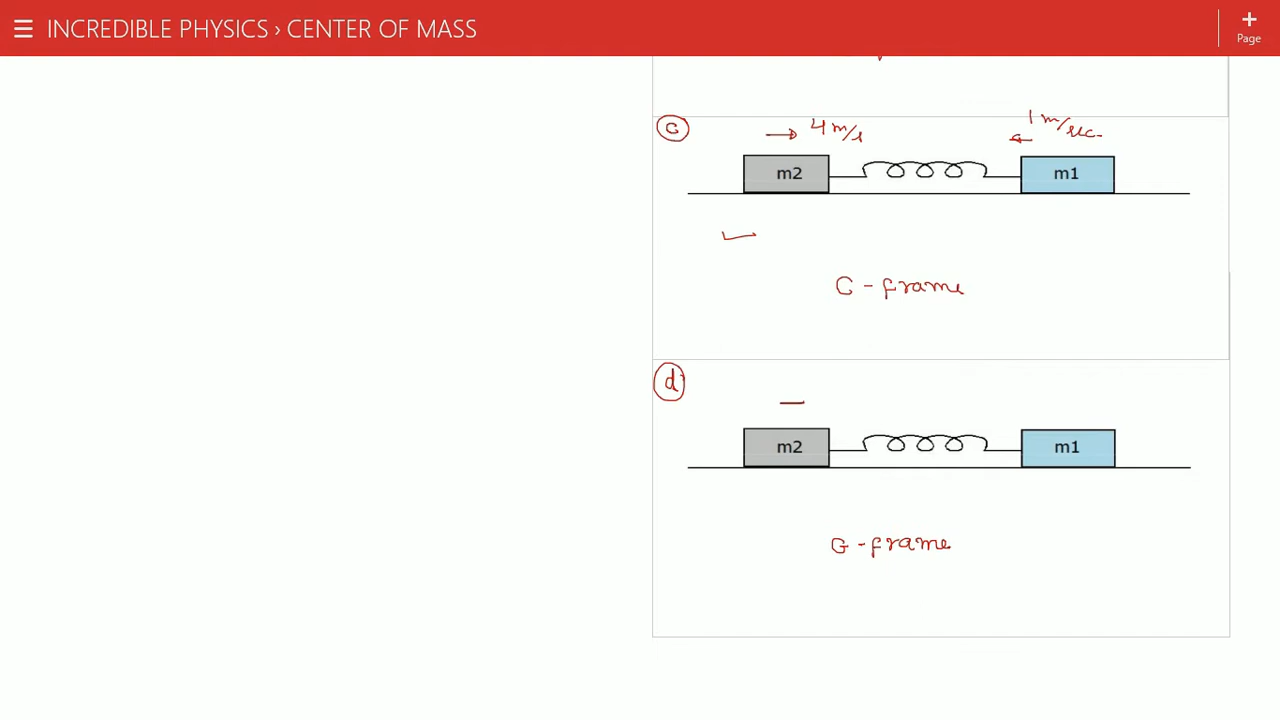 ☰ INCREDIBLE PHYSICS › CENTER OF MASS
+
Page
c
→ 4 m/s
← 1 m/sec.
m2
m1
C - frame
d
m2
m1
G - frame